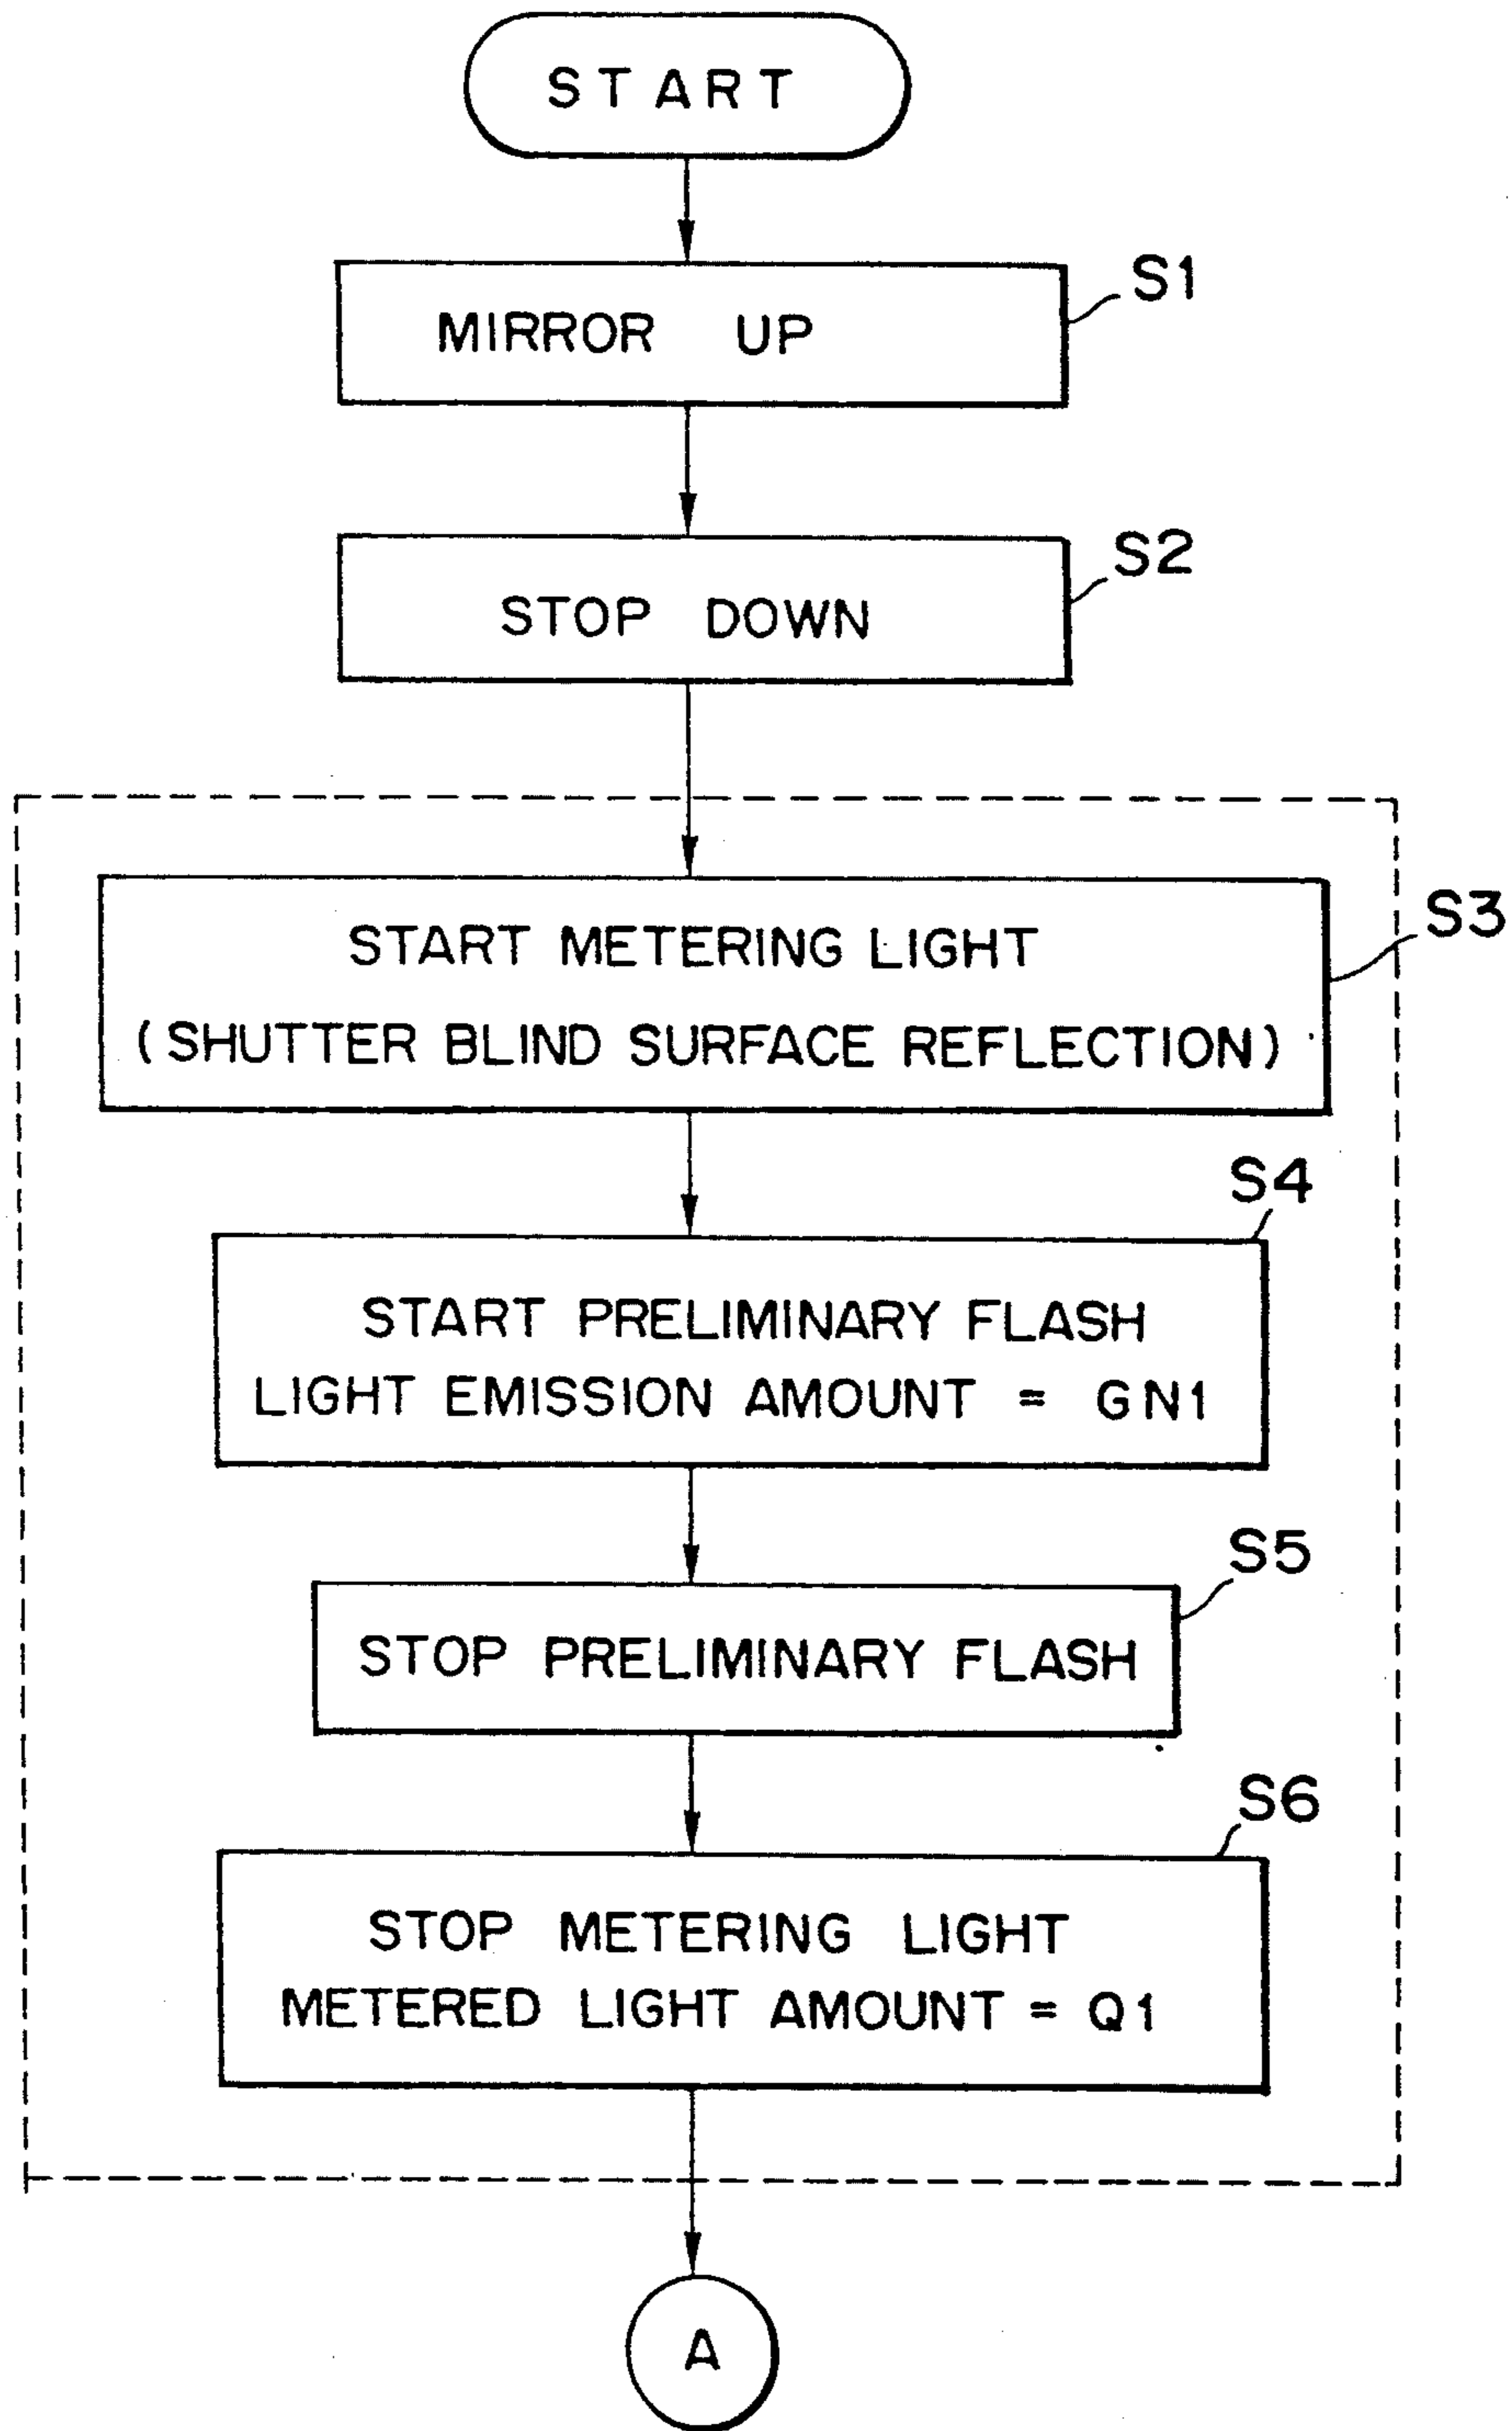 START
S1
MIRROR UP
S2
STOP DOWN
S3
START METERING LIGHT
(SHUTTER BLIND SURFACE REFLECTION)
S4
START PRELIMINARY FLASH
LIGHT EMISSION AMOUNT = GN1
S5
STOP PRELIMINARY FLASH
S6
STOP METERING LIGHT
METERED LIGHT AMOUNT = Q1
A